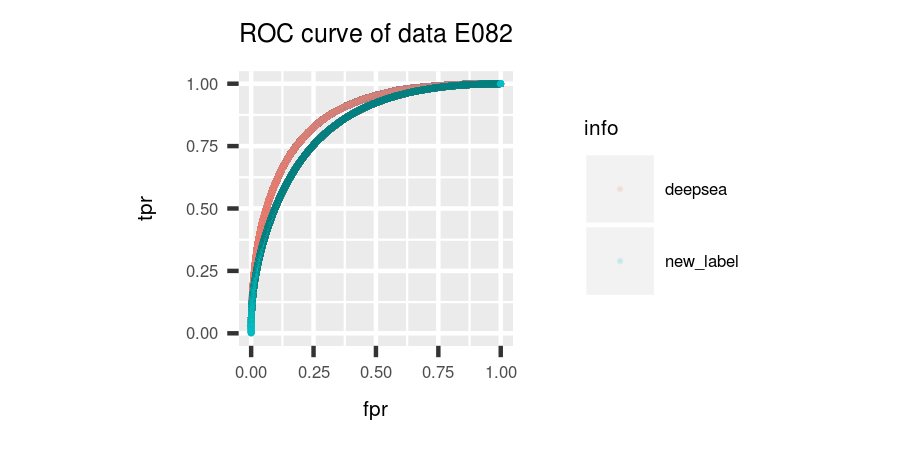 ROC curve of data E082
tpr
1.00
0.75
0.50
0.25
0.00
0.00 0.25 0.50 0.75 1.00
fpr
info
deepsea
new_label